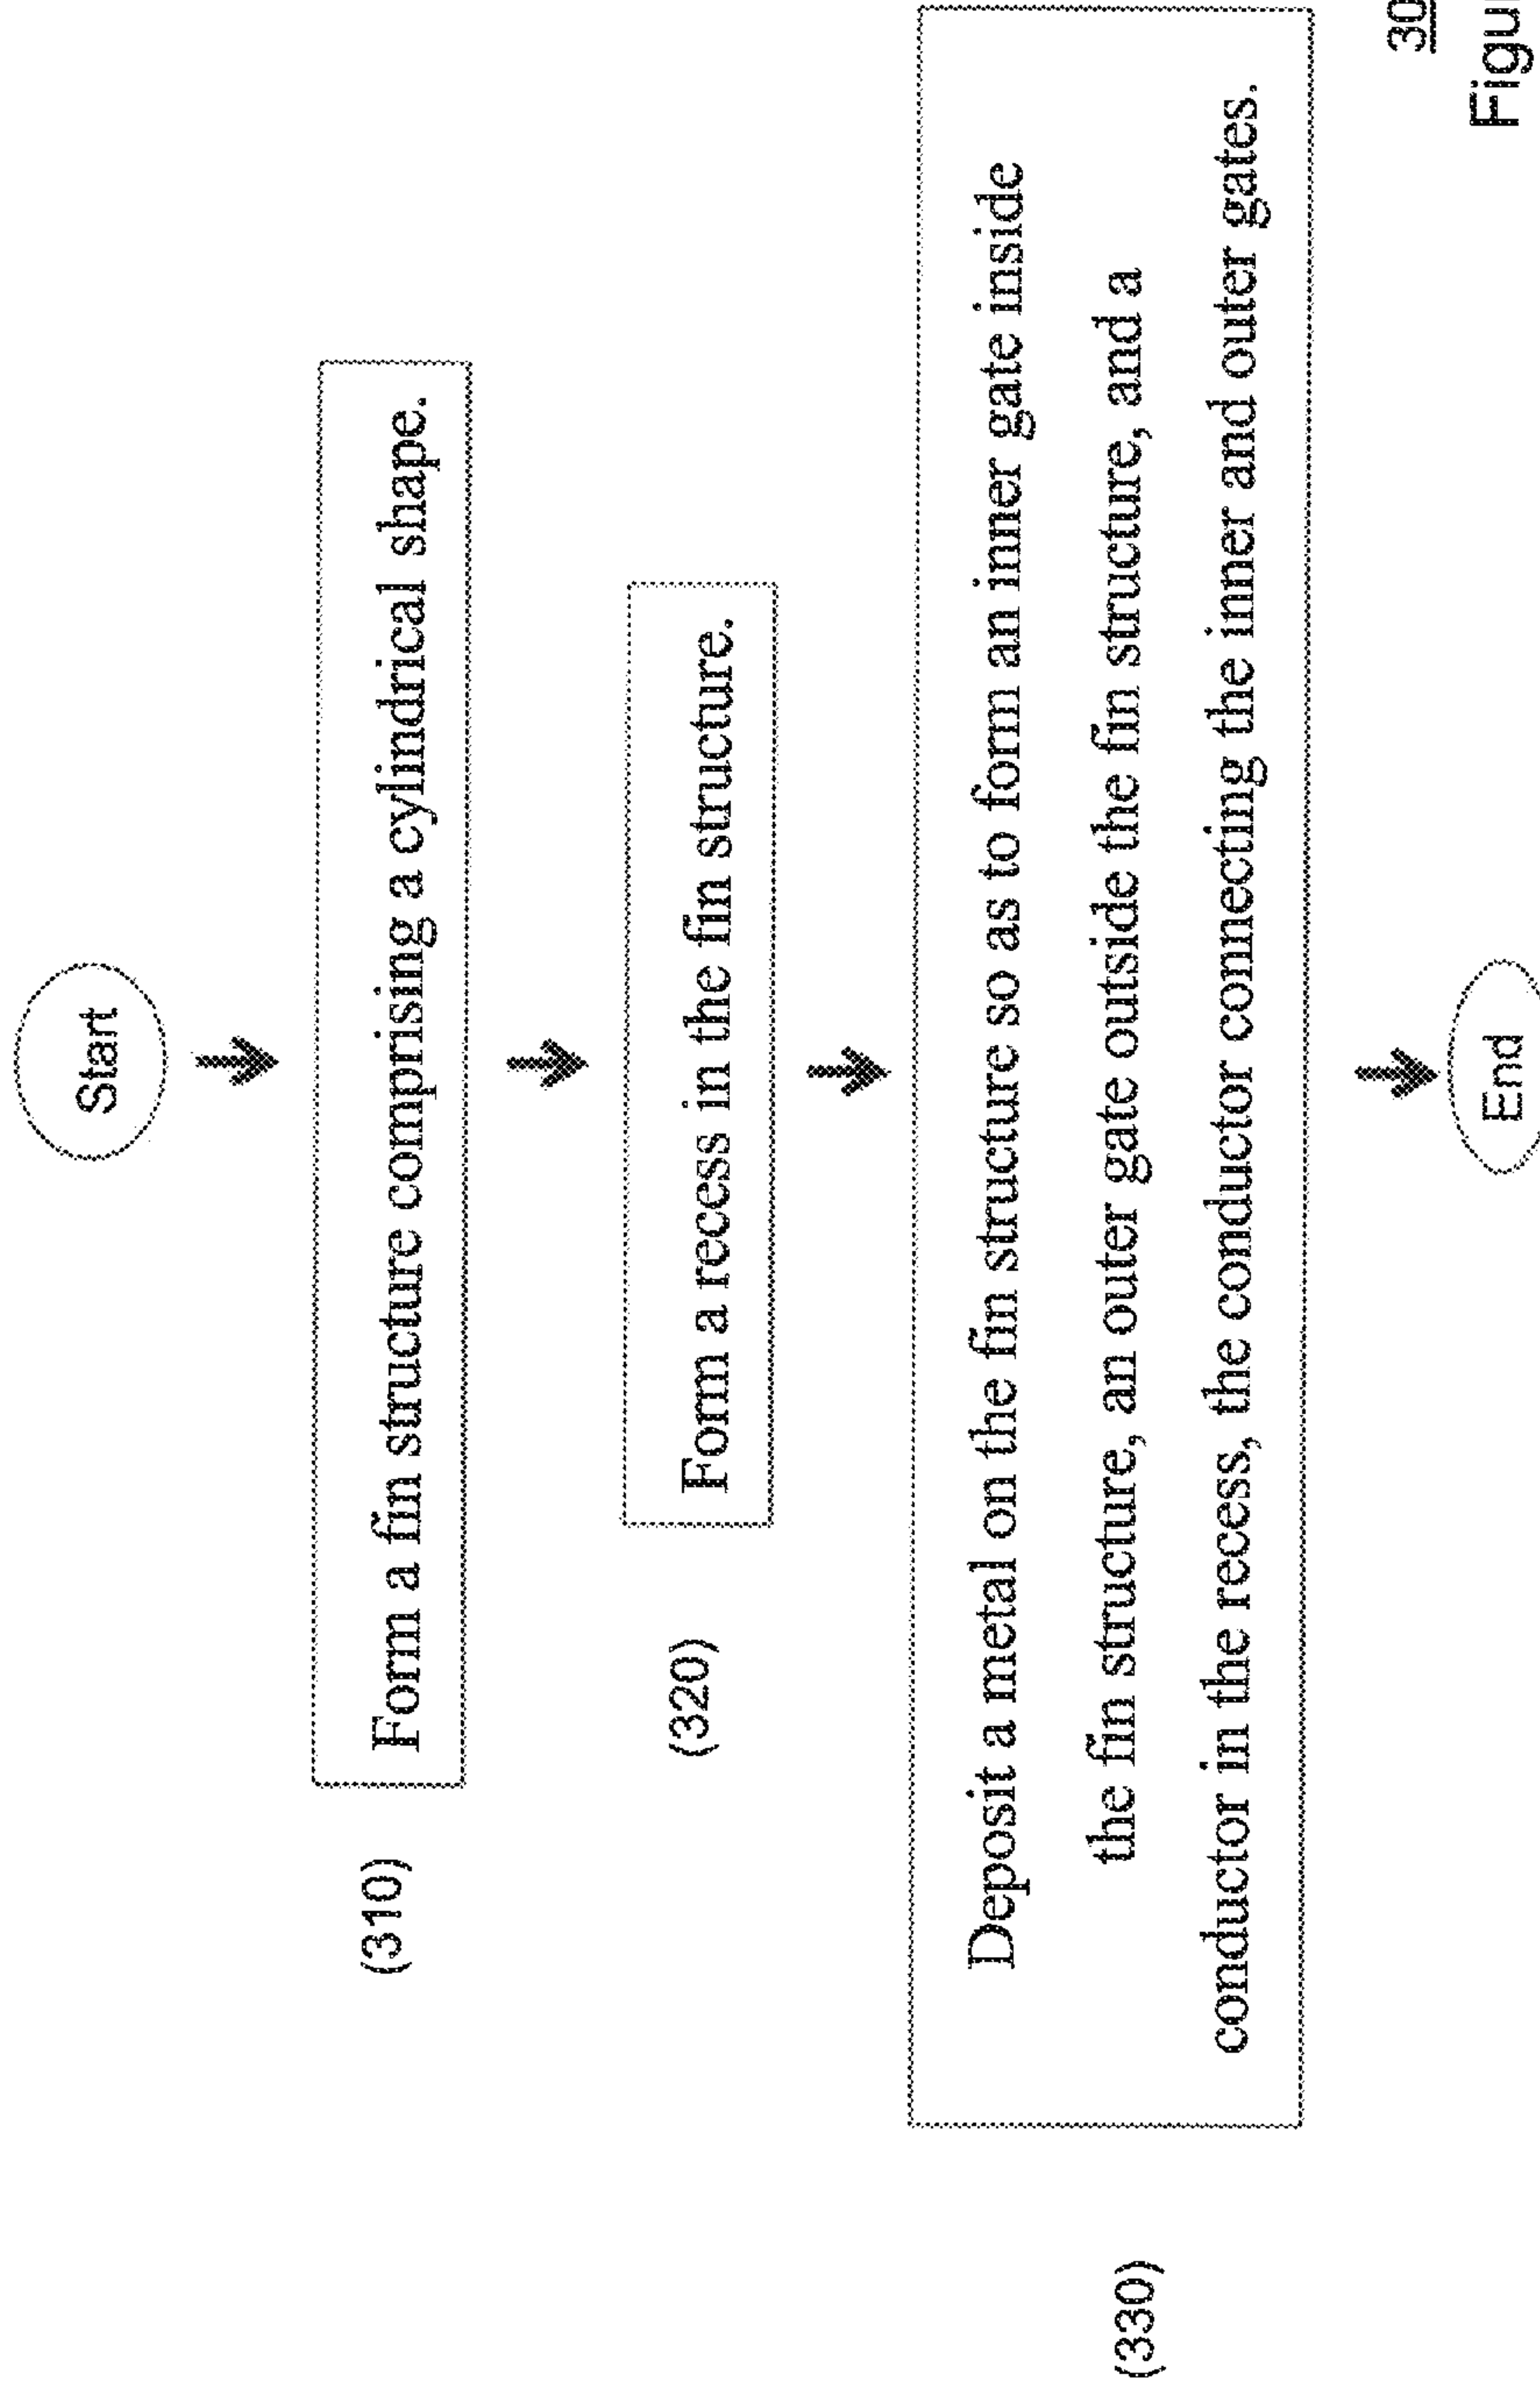 Start
(310)
Form a fin structure comprising a cylindrical shape.
(320)
Form a recess in the fin structure.
(330)
Deposit a metal on the fin structure so as to form an inner gate inside
the fin structure, an outer gate outside the fin structure, and a
conductor in the recess, the conductor connecting the inner and outer gates.
End